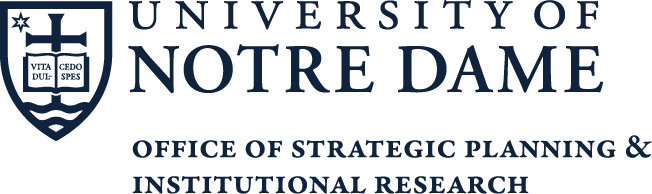 UNIVERSITY OF
NOTRE DAME
VITA CEDO
DUL- SPES
OFFICE OF STRATEGIC PLANNING &
INSTITUTIONAL RESEARCH